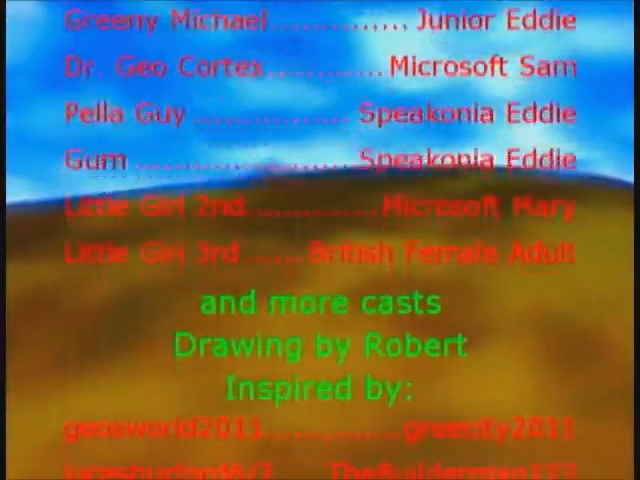 Greeny Michael............. Junior Eddie
Dr. Geo Cortex........... Microsoft Sam
Pella Guy ............... Speakonia Eddie
Gum ..................... Speakonia Eddie
Little Girl 2nd............. Microsoft Mary
Little Girl 3rd ...... British Female Adult
and more casts
Drawing by Robert
Inspired by:
geosworld2011............. greecity2011